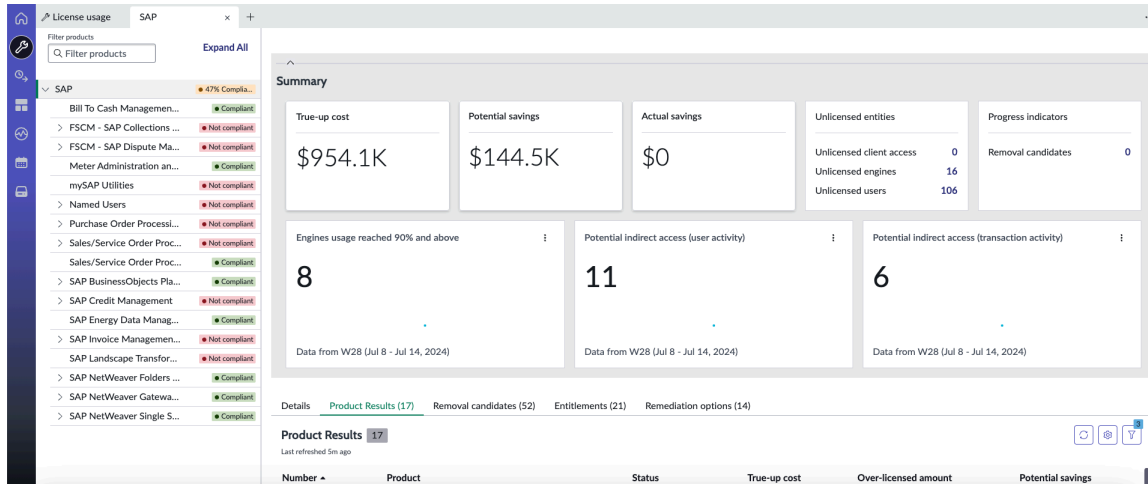 License usage
SAP
Filter products
Filter products
Expand All
SAP
47% Complia...
Bill To Cash Managemen...
Compliant
FSCM - SAP Collections ...
Not compliant
FSCM - SAP Dispute Ma...
Not compliant
Meter Administration an...
Compliant
mySAP Utilities
Not compliant
Named Users
Not compliant
Purchase Order Processi...
Not compliant
Sales/Service Order Proc...
Not compliant
Sales/Service Order Proc...
Compliant
SAP BusinessObjects Pla...
Compliant
SAP Credit Management
Not compliant
SAP Energy Data Manag...
Compliant
SAP Invoice Managemen...
Not compliant
SAP Landscape Transfor...
Not compliant
SAP NetWeaver Folders ...
Compliant
SAP NetWeaver Gatewa...
Compliant
SAP NetWeaver Single S...
Compliant
Summary
True-up cost
$954.1K
Potential savings
$144.5K
Actual savings
$0
Unlicensed entities
Unlicensed client access 0
Unlicensed engines 16
Unlicensed users 106
Progress indicators
Removal candidates 0
Engines usage reached 90% and above
8
Data from W28 (Jul 8 - Jul 14, 2024)
Potential indirect access (user activity)
11
Data from W28 (Jul 8 - Jul 14, 2024)
Potential indirect access (transaction activity)
6
Data from W28 (Jul 8 - Jul 14, 2024)
Details Product Results (17) Removal candidates (52) Entitlements (21) Remediation options (14)
Product Results 17
3
Last refreshed 5m ago
Number Product Status True-up cost Over-licensed amount Potential savings